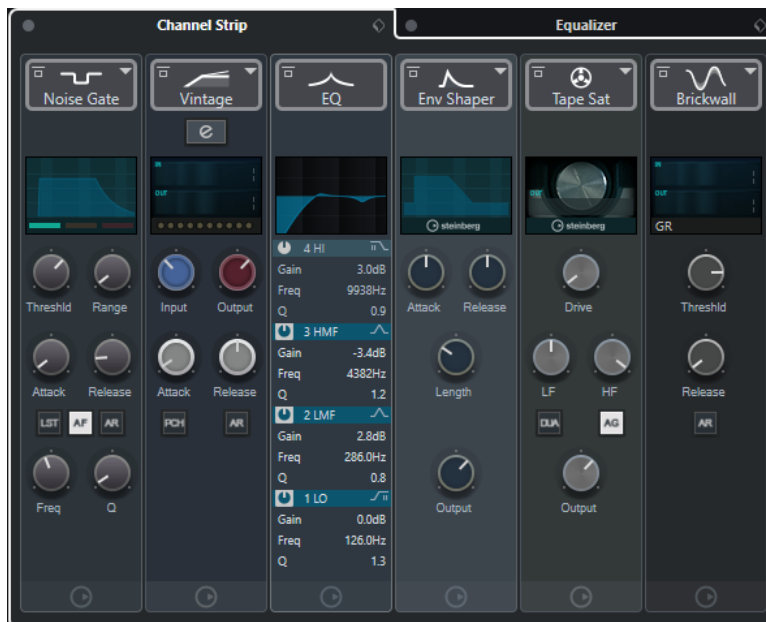 Channel Strip
Equalizer
Noise Gate
Vintage
EQ
Env Shaper
Tape Sat
Brickwall
e
IN
OUT
steinberg
OUT
steinberg
IN
OUT
GR
Threshld Range
Attack Release
LST AF AR
Freq Q
Input Output
Attack Release
PCH AR
4 HI
Gain 3.0dB
Freq 9938Hz
Q 0.9
3 HMF
Gain -3.4dB
Freq 4382Hz
Q 1.2
2 LMF
Gain 2.8dB
Freq 286.0Hz
Q 0.8
1 LO
Gain 0.0dB
Freq 126.0Hz
Q 1.3
Attack Release
Length
Output
Drive
LF HF
DUA AG
Output
Threshld
Release
AR